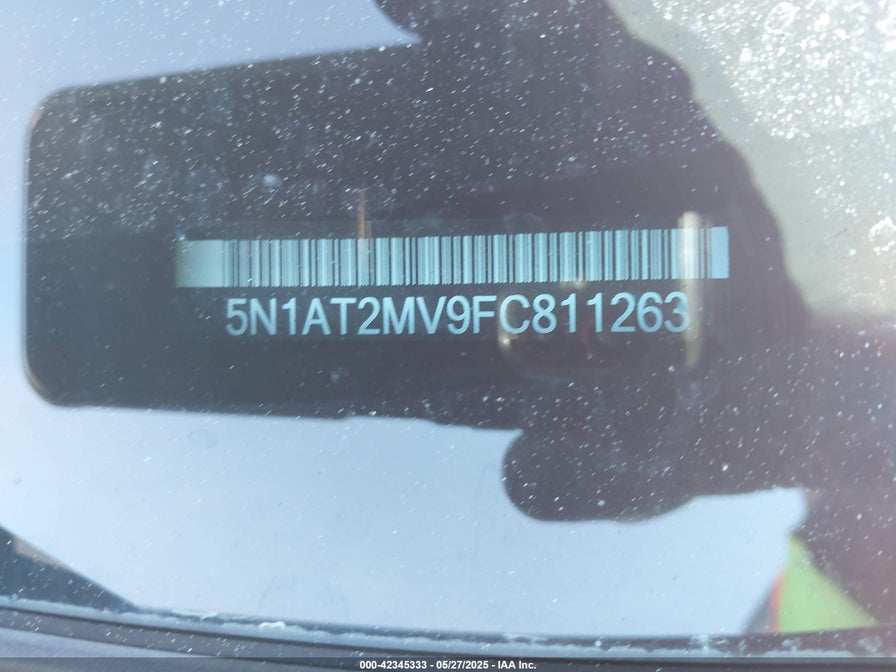 5N1AT2MV9FC811263
000-42345333 - 05/27/2025 - IAA Inc.